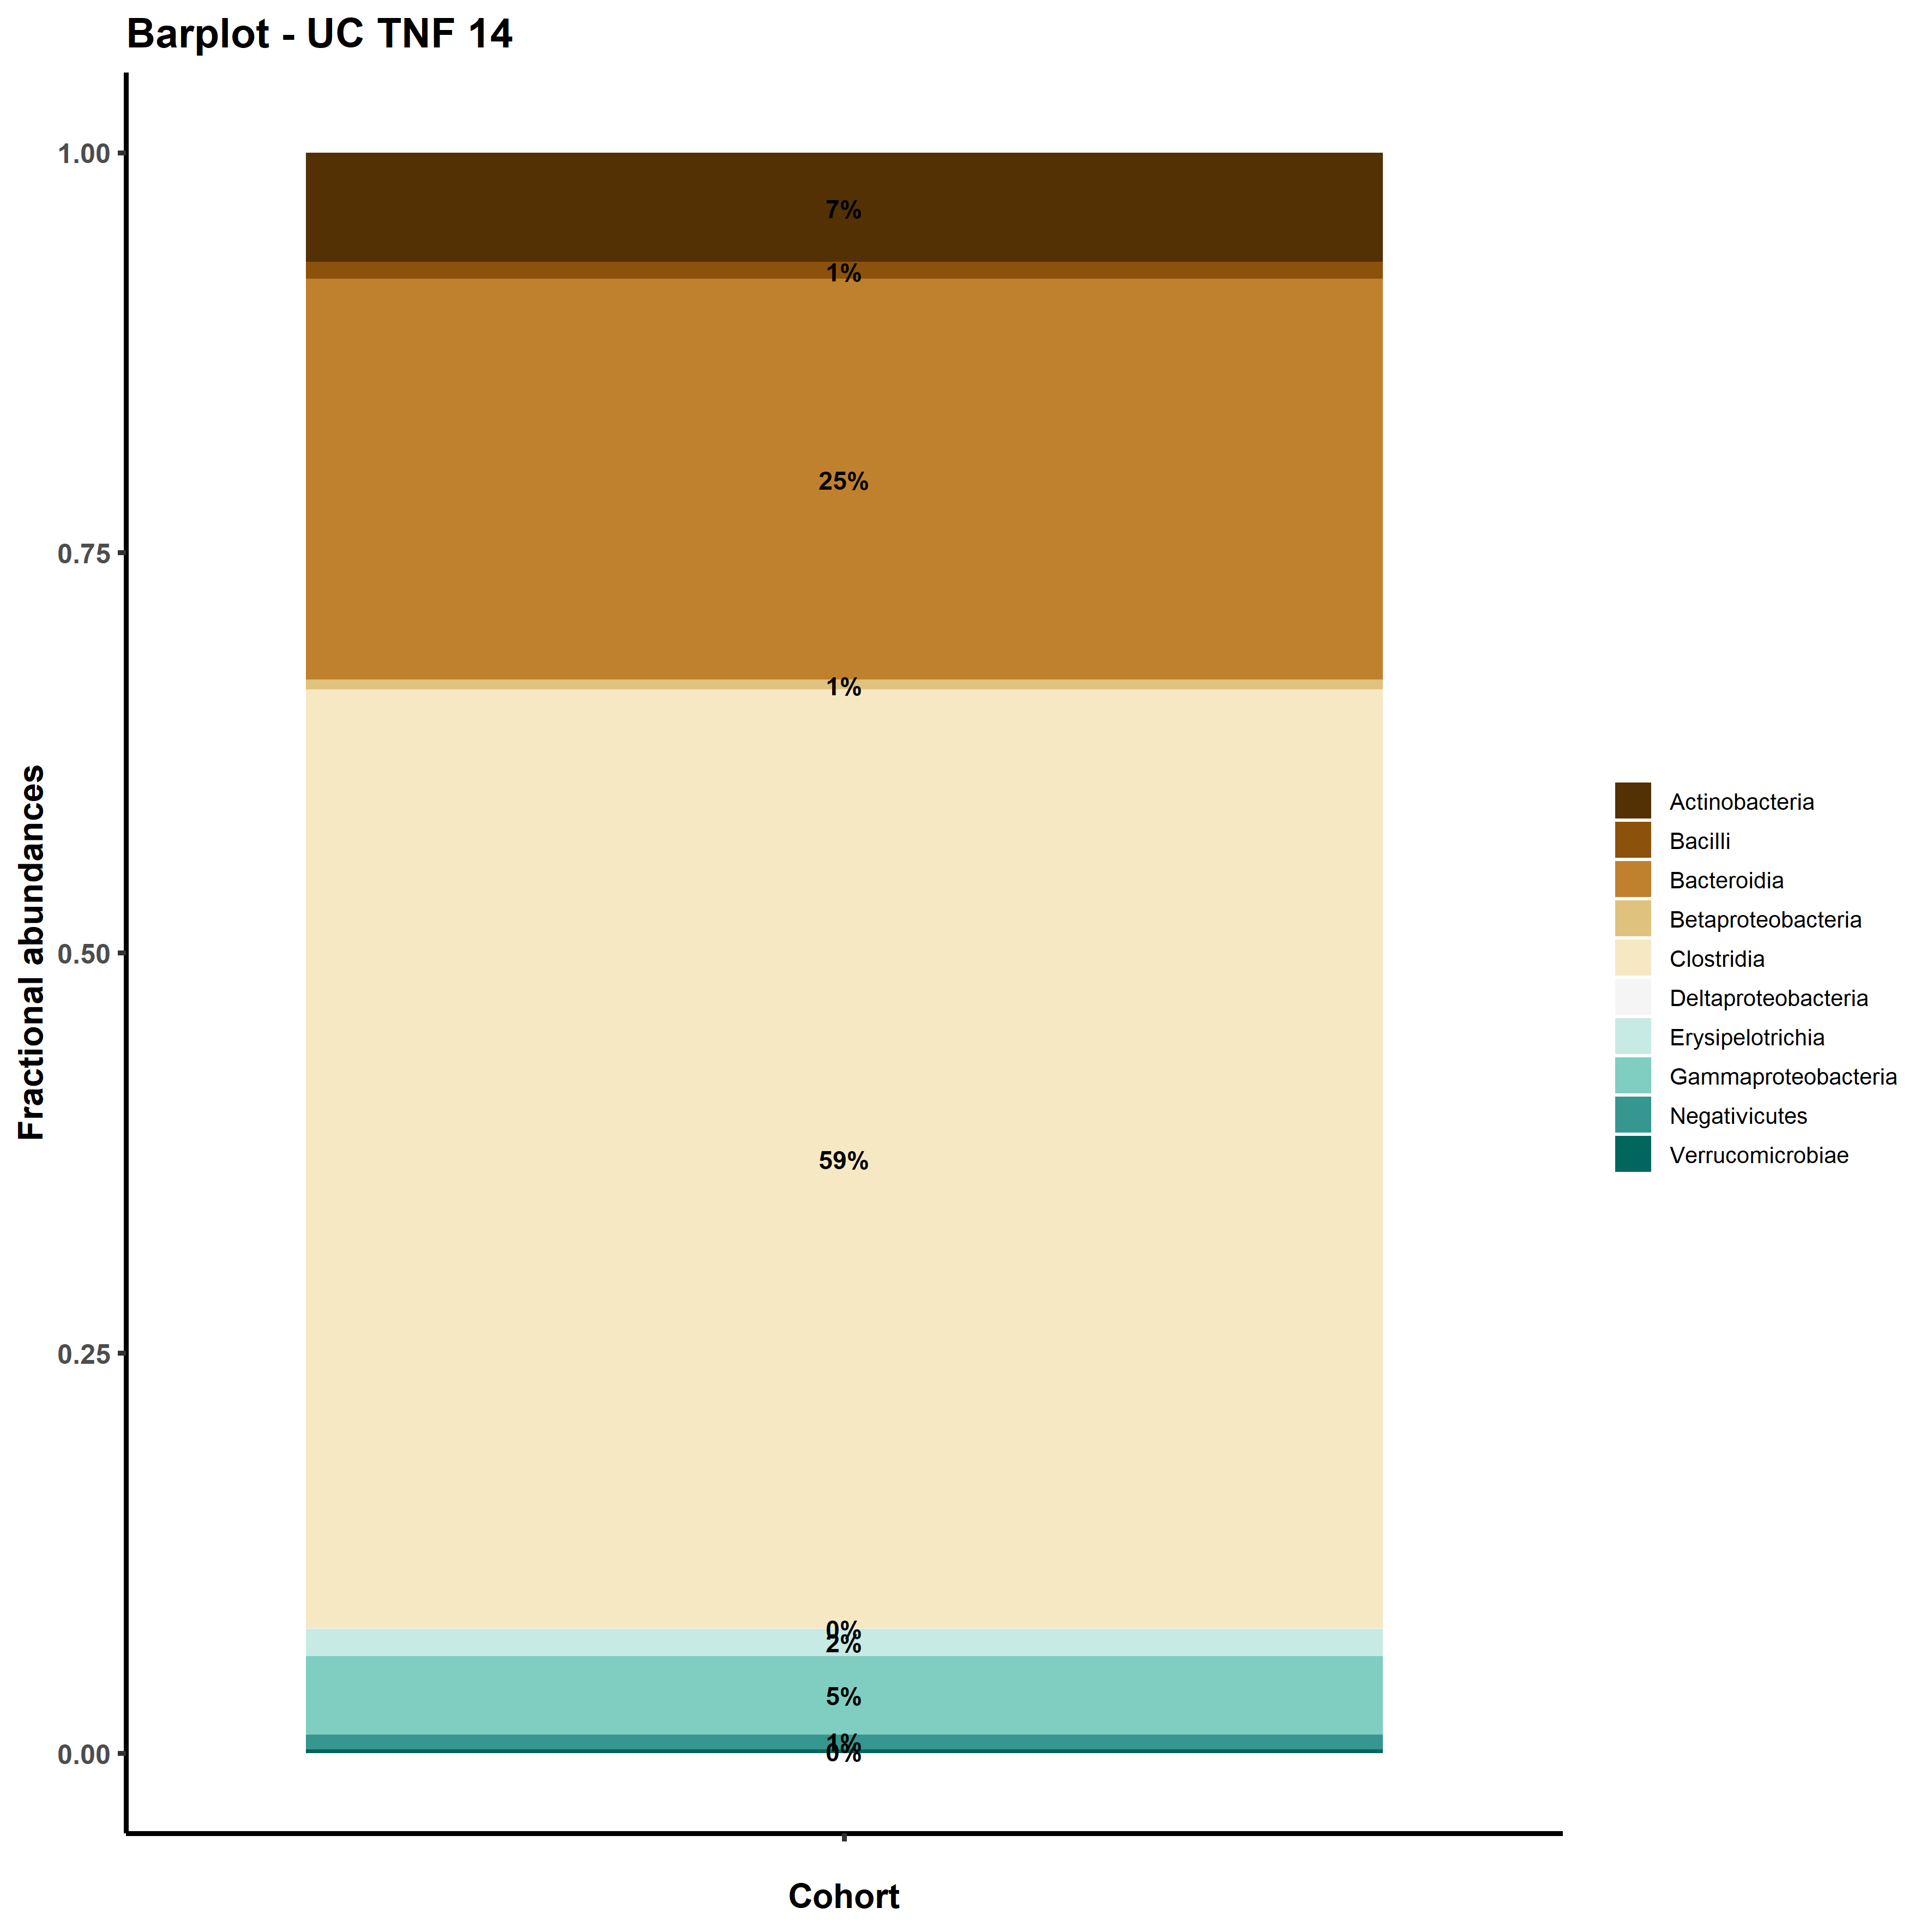 Barplot - UC TNF 14
1.00
0.75
0.50
0.25
0.00
Fractional abundances
7%
1%
25%
1%
59%
0%
2%
5%
1%
0%
Cohort
Actinobacteria
Bacilli
Bacteroidia
Betaproteobacteria
Clostridia
Deltaproteobacteria
Erysipelotrichia
Gammaproteobacteria
Negativicutes
Verrucomicrobiae